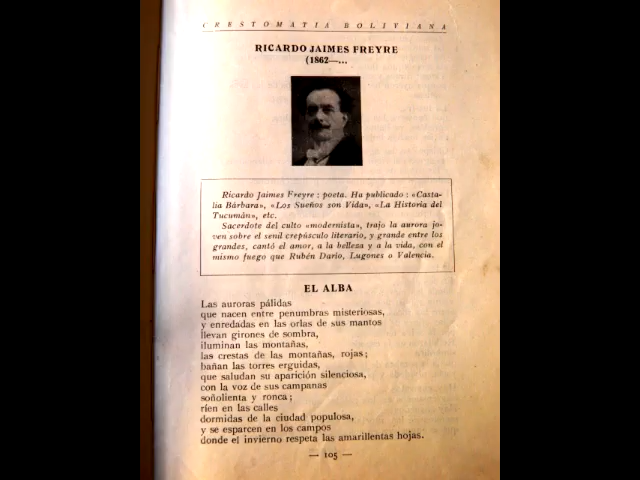 CRESTOMATIA BOLIVIANA
RICARDO JAIMES FREYRE
(1862—...
Ricardo Jaimes Freyre : poeta. Ha publicado : «Casta-
lia Bárbara», «Los Sueños son Vida», «La Historia del
Tucumán», etc.
Sacerdote del culto «modernista», trajo la aurora jo-
ven sobre el senil crepúsculo literario, y grande entre los
grandes, cantó el amor, a la belleza y a la vida, con el
mismo fuego que Rubén Darío, Lugones o Valencia.
EL ALBA
Las auroras pálidas
que nacen entre penumbras misteriosas,
y enredadas en las orlas de sus mantos
llevan girones de sombra,
iluminan las montañas,
las crestas de las montañas, rojas ;
bañan las torres erguidas,
que saludan su aparición silenciosa,
con la voz de sus campanas
soñolienta y ronca ;
ríen en las calles
dormidas de la ciudad populosa,
y se esparcen en los campos
donde el invierno respeta las amarillentas hojas.
— 105 —